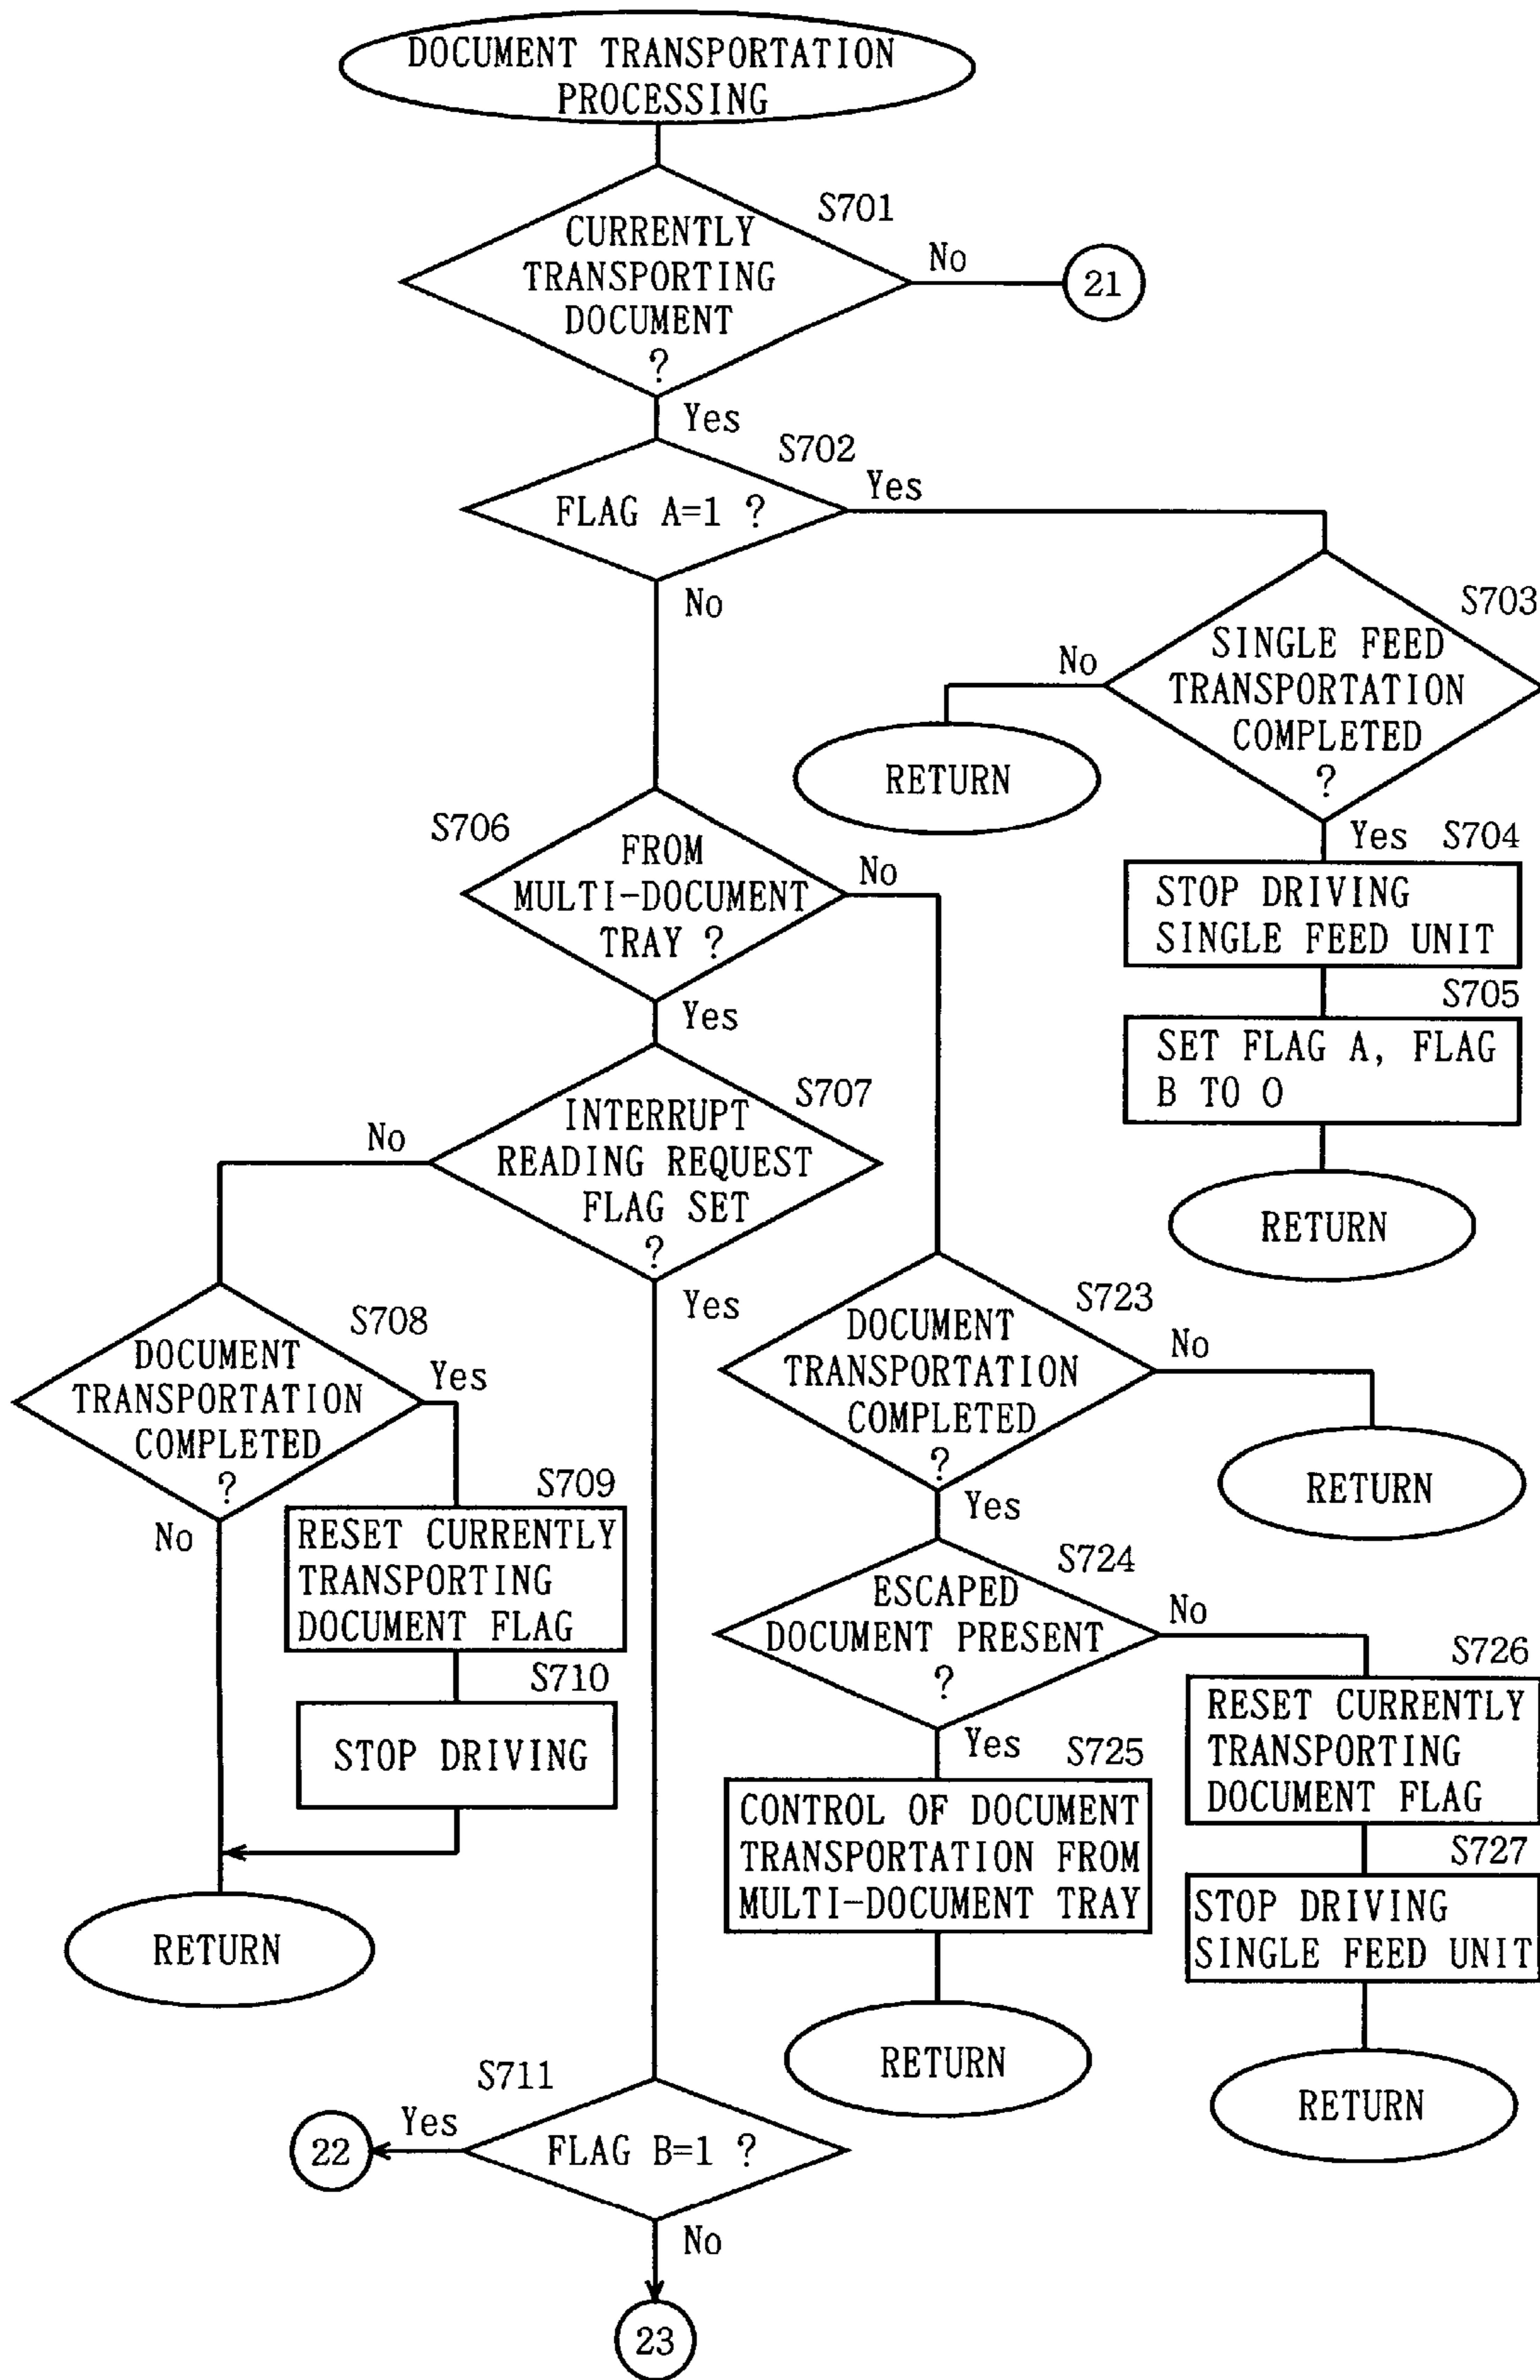 DOCUMENT TRANSPORTATION
PROCESSING
S701
CURRENTLY
TRANSPORTING
DOCUMENT
?
No
21
Yes
S702
FLAG A=1 ?
Yes
No
S703
SINGLE FEED
TRANSPORTATION
COMPLETED
?
No
RETURN
Yes
S704
STOP DRIVING
SINGLE FEED UNIT
S705
SET FLAG A, FLAG
B TO O
RETURN
S706
FROM
MULTI-DOCUMENT
TRAY ?
No
Yes
S707
INTERRUPT
READING REQUEST
FLAG SET
?
No
Yes
S708
DOCUMENT
TRANSPORTATION
COMPLETED
?
Yes
No
S709
RESET CURRENTLY
TRANSPORTING
DOCUMENT FLAG
S710
STOP DRIVING
RETURN
S723
DOCUMENT
TRANSPORTATION
COMPLETED
?
No
RETURN
Yes
S724
ESCAPED
DOCUMENT PRESENT
?
No
Yes
S725
CONTROL OF DOCUMENT
TRANSPORTATION FROM
MULTI-DOCUMENT TRAY
RETURN
S726
RESET CURRENTLY
TRANSPORTING
DOCUMENT FLAG
S727
STOP DRIVING
SINGLE FEED UNIT
RETURN
S711
FLAG B=1 ?
Yes
22
No
23